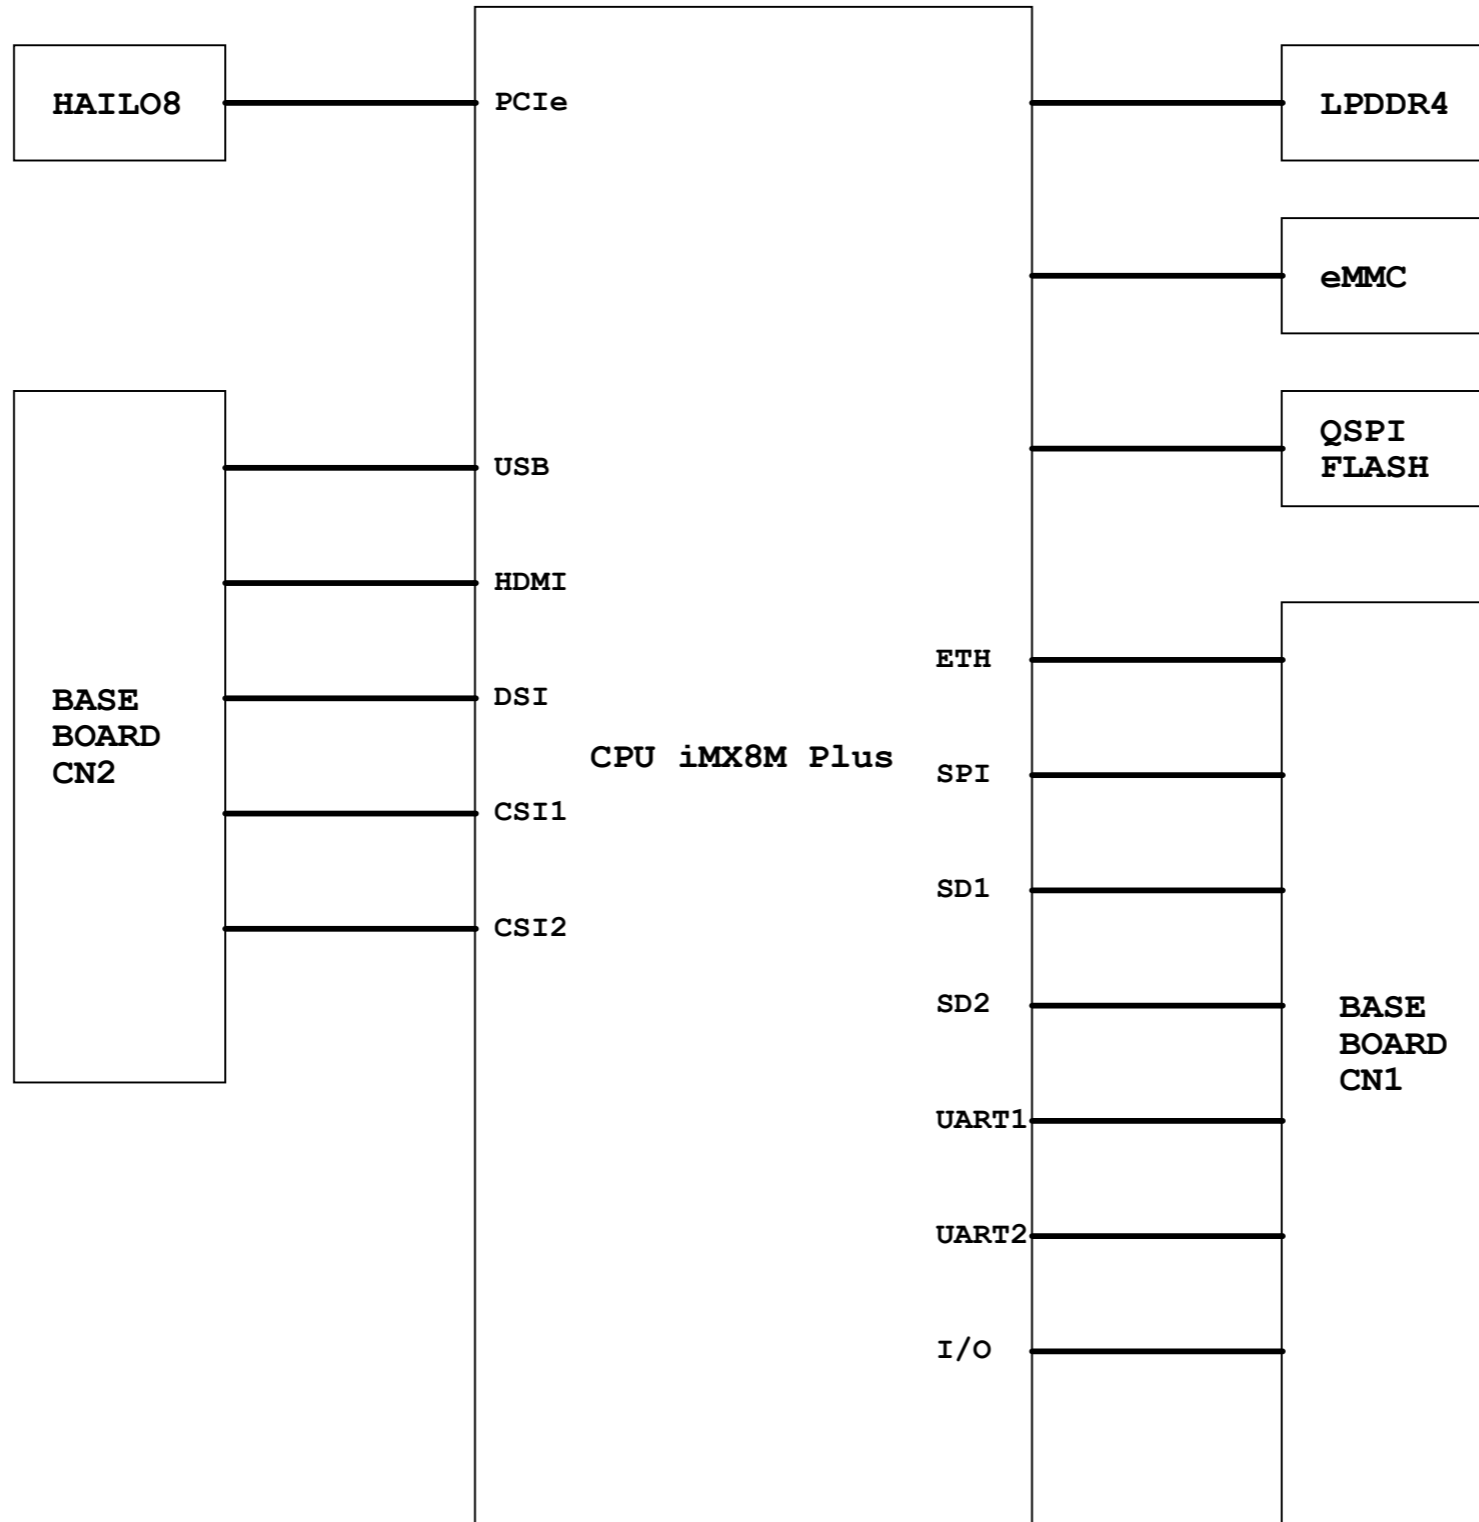 HAILO8
PCIe
LPDDR4
eMMC
QSPI
FLASH
USB
HDMI
DSI
CSI1
CSI2
BASE
BOARD
CN2
CPU iMX8M Plus
ETH
SPI
SD1
SD2
UART1
UART2
I/O
BASE
BOARD
CN1